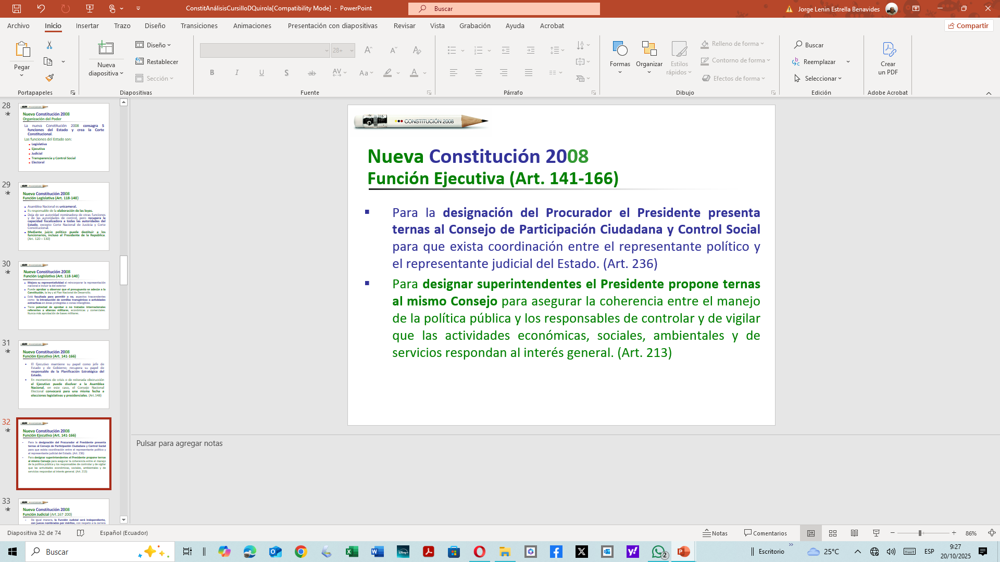 ConstitAnálisisCursilloDQuirola[Compatibility Mode] - PowerPoint
Buscar
Jorge Lenin Estrella Benavides
Archivo
Inicio
Insertar
Trazo
Diseño
Transiciones
Animaciones
Presentación con diapositivas
Revisar
Vista
Grabación
Ayuda
Acrobat
Compartir
Pegar
Portapapeles
Nueva
diapositiva
Diseño
Restablecer
Sección
Diapositivas
28+
Fuente
Párrafo
Formas
Organizar
Estilos
rápidos
Relleno de forma
Contorno de forma
Efectos de forma
Dibujo
Buscar
Reemplazar
Seleccionar
Edición
Crear
un PDF
Adobe Acrobat
28
Nueva Constitución 2008
Organización del Poder
La nueva Constitución 2008 consagra 5
funciones del Estado y crea la Corte
Constitucional.
Las funciones del Estado son:
Legislativa
Ejecutiva
Judicial
Transparencia y Control Social
Electoral
29
Nueva Constitución 2008
Función Legislativa (Art. 118-140)
Asamblea Nacional es unicameral.
Es responsable de la elaboración de las leyes.
Deja de ser autoridad nominadora de otras funciones
y de las autoridades de control, pero recupera la
capacidad fiscalizadora a todas las autoridades del
Estado, excepto Corte Nacional de Justicia y Corte
Constitucional.
Mediante juicio político puede destituir a los
funcionarios, incluso al Presidente de la República.
(Art. 120 – 130)
30
Nueva Constitución 2008
Función Legislativa (Art. 118-140)
Mejora su representatividad al reincorporar la representación
nacional e incluir la del exterior
Puede aprobar u observar que el presupuesto se adecúe a la
Constitución, la ley y al Plan Nacional de Desarrollo.
Está facultada para permitir o no, aspectos trascendentes
como la introducción de semillas transgénicas o actividades
extractivas en áreas protegidas o zonas intangibles.
Tiene potestad de aprobar o no tratados internacionales
referentes a alianzas militares, económicas y comerciales.
Nunca más aprobación de bases militares.
31
Nueva Constitución 2008
Función Ejecutiva (Art. 141-166)
El Ejecutivo mantiene su papel como jefe de
Estado y de Gobierno; recupera su papel de
responsable de la Planificación Estratégica del
Estado.
En momentos de crisis o de reiterada obstrucción
el Ejecutivo puede disolver a la Asamblea
Nacional, en este caso, el Consejo Nacional
Electoral convocará para una misma fecha a
elecciones legislativas y presidenciales. (Art.148)
32
Nueva Constitución 2008
Función Ejecutiva (Art. 141-166)
Para la designación del Procurador el Presidente presenta
ternas al Consejo de Participación Ciudadana y Control Social
para que exista coordinación entre el representante político y
el representante judicial del Estado. (Art. 236)
Para designar superintendentes el Presidente propone ternas
al mismo Consejo para asegurar la coherencia entre el manejo
de la política pública y los responsables de controlar y de vigilar
que las actividades económicas, sociales, ambientales y de
servicios respondan al interés general. (Art. 213)
33
Nueva Constitución 2008
Función Judicial (Art.167-200)
De igual manera, la Función Judicial será independiente,
con jueces nombrados por méritos, con respeto a la carrera
CONSTITUCIÓN 2008
Nueva Constitución 2008
Función Ejecutiva (Art. 141-166)
Para la designación del Procurador el Presidente presenta
ternas al Consejo de Participación Ciudadana y Control Social
para que exista coordinación entre el representante político y
el representante judicial del Estado. (Art. 236)
Para designar superintendentes el Presidente propone ternas
al mismo Consejo para asegurar la coherencia entre el manejo
de la política pública y los responsables de controlar y de vigilar
que las actividades económicas, sociales, ambientales y de
servicios respondan al interés general. (Art. 213)
Pulsar para agregar notas
Diapositiva 32 de 74
Español (Ecuador)
Notas
Comentarios
86%
Buscar
Escritorio
25°C
ESP
9:27
20/10/2025